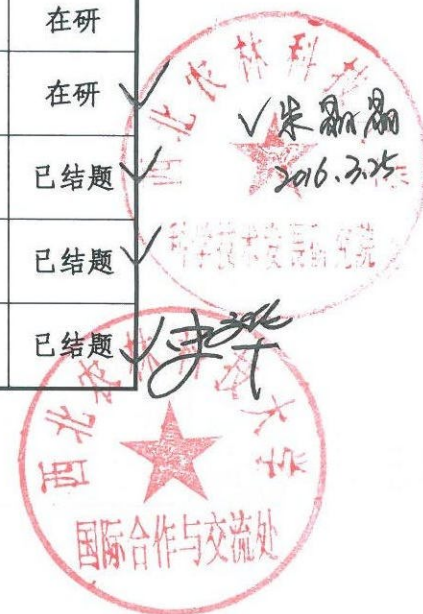 在研
在研 ✓
已结题 ✓
已结题 ✓
已结题 ✓
西北农林科技大学
✓
2016.3.25
科学技术发展研究院
西北农林科技大学
国际合作与交流处